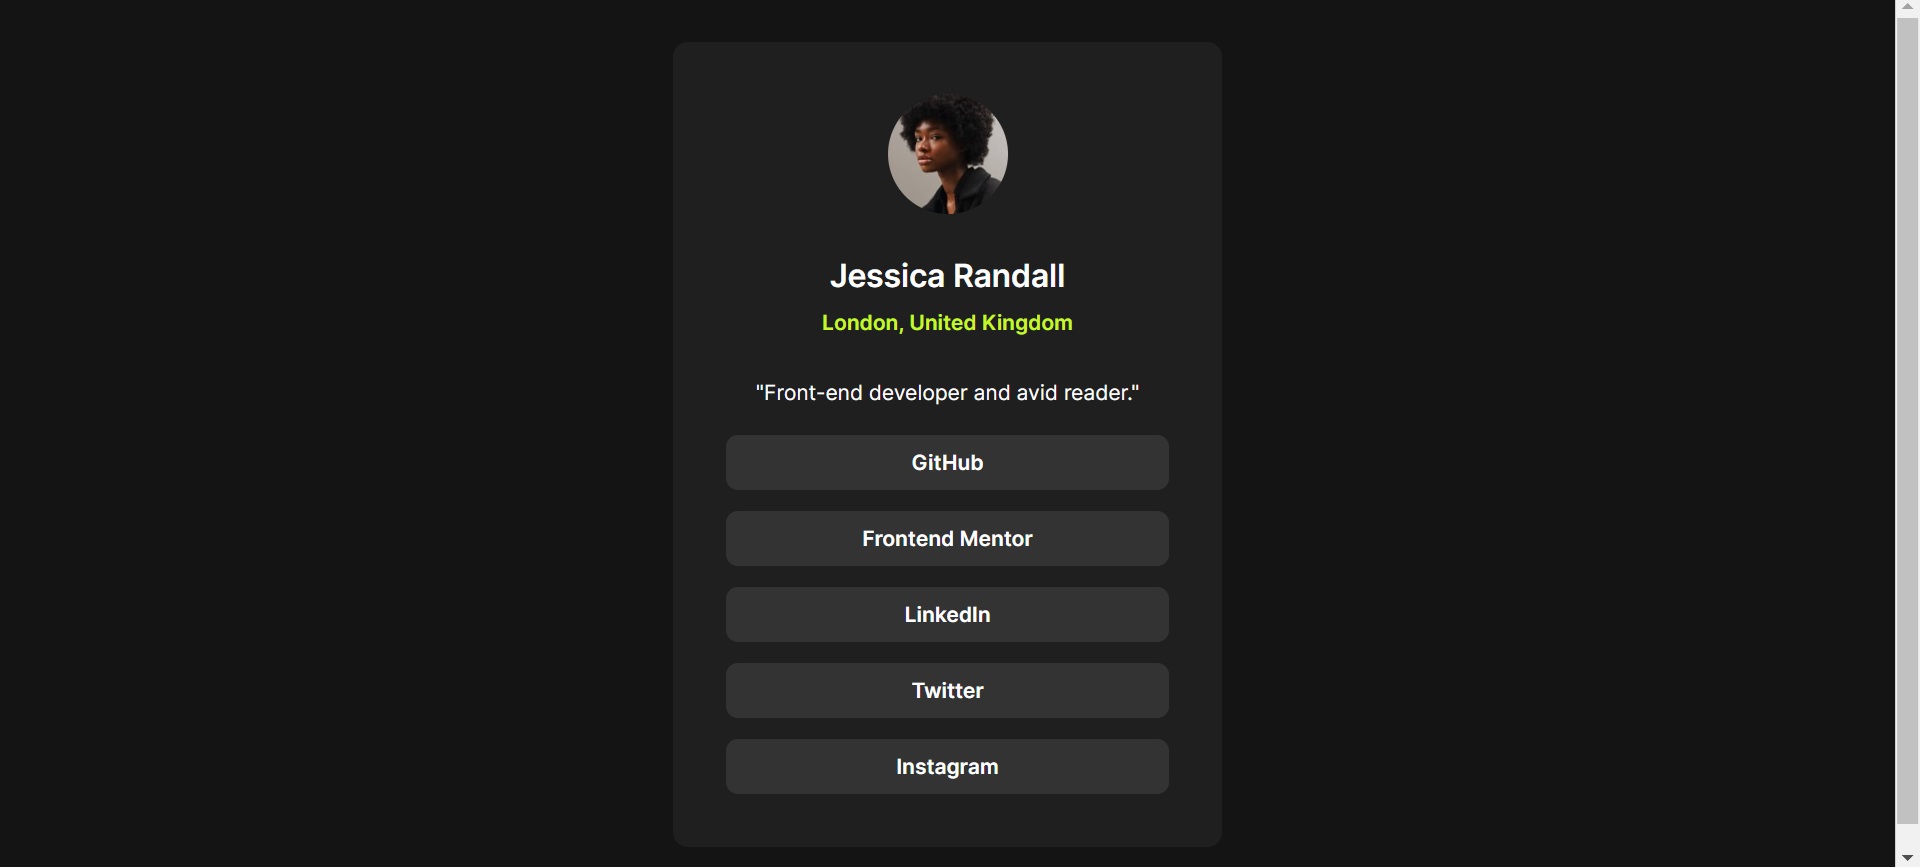 Jessica Randall
London, United Kingdom
"Front-end developer and avid reader."
GitHub
Frontend Mentor
LinkedIn
Twitter
Instagram